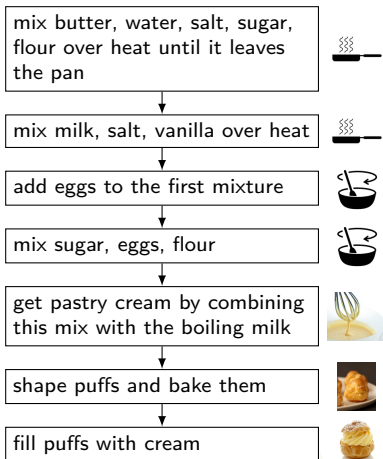 mix butter, water, salt, sugar,
flour over heat until it leaves
the pan
mix milk, salt, vanilla over heat
add eggs to the first mixture
mix sugar, eggs, flour
get pastry cream by combining
this mix with the boiling milk
shape puffs and bake them
fill puffs with cream